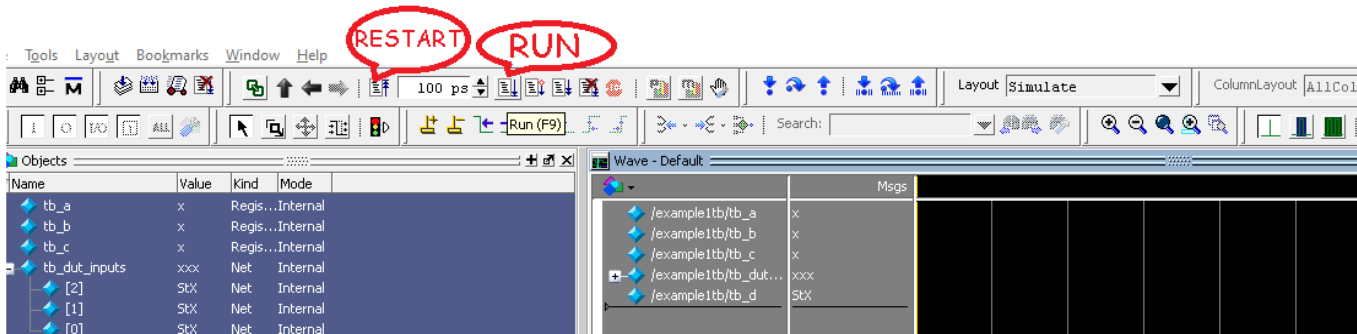 RESTART
RUN
Tools Layout Bookmarks Window Help
100 ps
Layout Simulate
ColumnLayout AllCol
ALL
Run (F9)
Search:
Objects
Name Value Kind Mode
tb_a x Regis... Internal
tb_b x Regis... Internal
tb_c x Regis... Internal
tb_dut_inputs xxx Net Internal
[2] StX Net Internal
[1] StX Net Internal
[0] StX Net Internal
Wave - Default
Msgs
/example1tb/tb_a x
/example1tb/tb_b x
/example1tb/tb_c x
/example1tb/tb_dut... xxx
/example1tb/tb_d StX